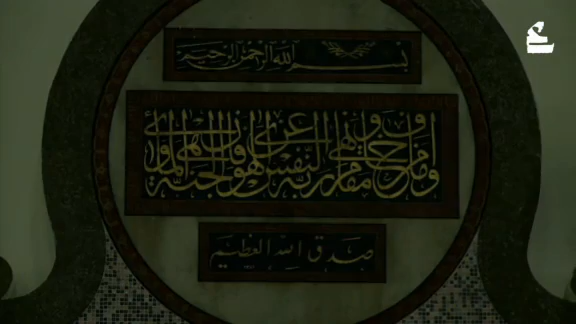 بسم الله الرحمن الرحيم
وأما من خاف مقام ربه ونهى النفس عن الهوى فإن الجنة هي المأوى
صدق الله العظيم